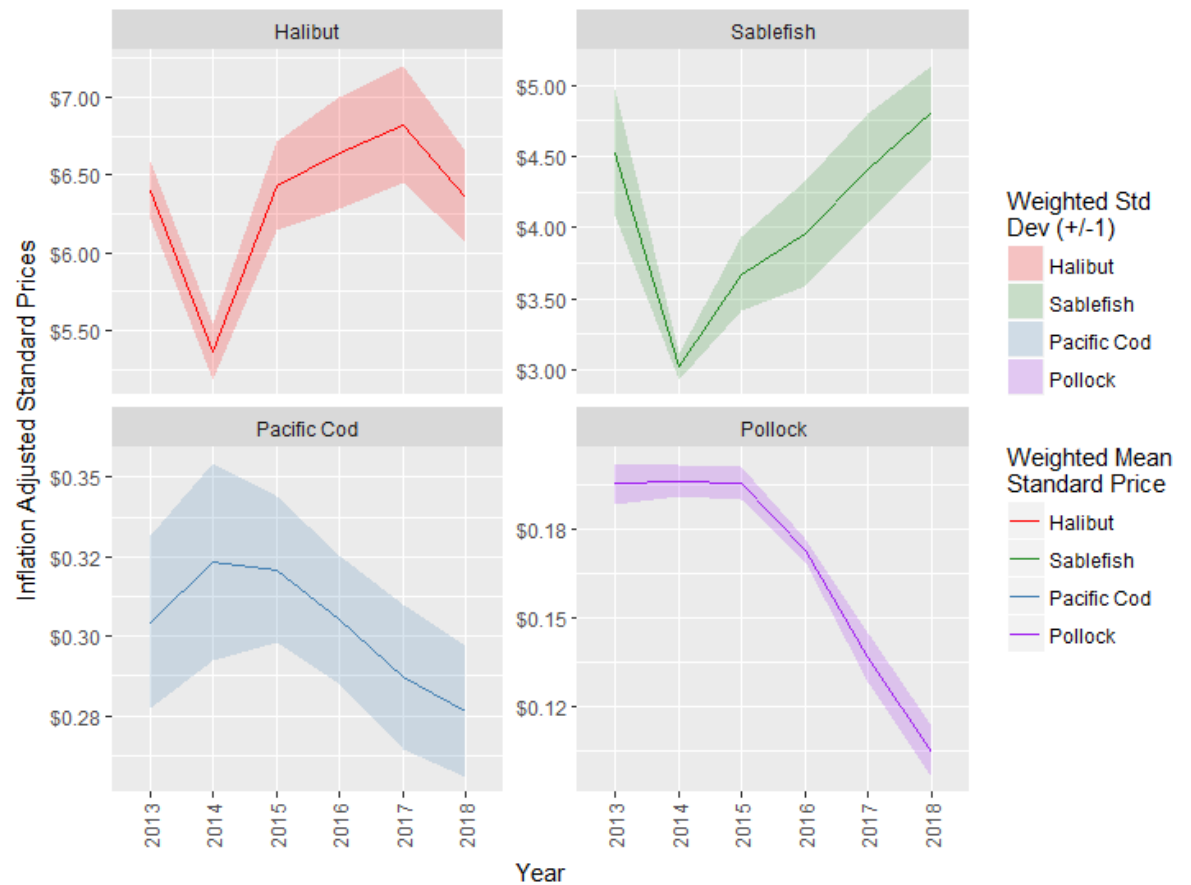 Halibut
Sablefish
Inflation Adjusted Standard Prices
$7.00
$6.50
$6.00
$5.50
$5.00
$4.50
$4.00
$3.50
$3.00
Pacific Cod
Pollock
$0.35
$0.32
$0.30
$0.28
$0.18
$0.15
$0.12
2013
2014
2015
2016
2017
2018
2013
2014
2015
2016
2017
2018
Year
Weighted Std
Dev (+/-1)
Halibut
Sablefish
Pacific Cod
Pollock
Weighted Mean
Standard Price
Halibut
Sablefish
Pacific Cod
Pollock